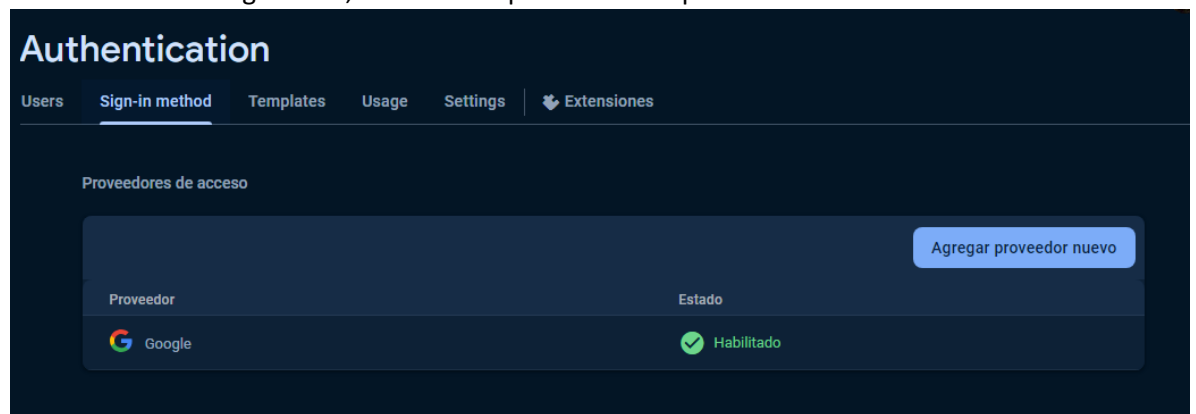 Authentication
Users Sign-in method Templates Usage Settings Extensiones
Proveedores de acceso
Agregar proveedor nuevo
Proveedor Estado
Google Habilitado